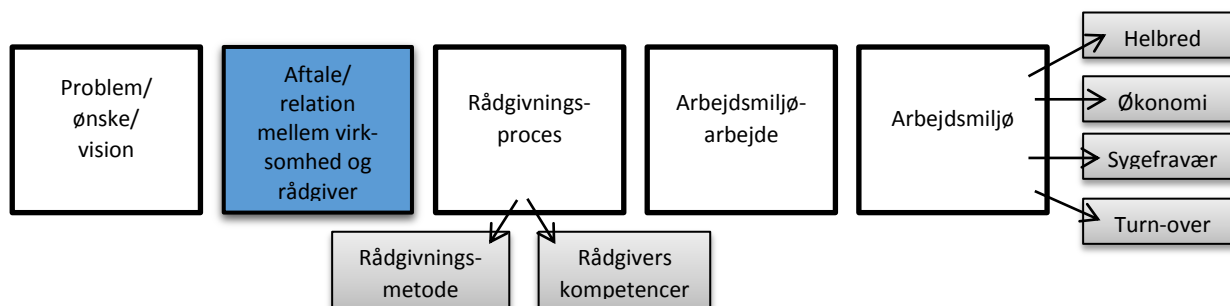 Problem/
ønske/
vision
Aftale/
relation
mellem virk-
somhed og
rådgiver
Rådgivnings-
proces
Arbejdsmiljø-
arbejde
Arbejdsmiljø
Helbred
Økonomi
Sygefravær
Turn-over
Rådgivnings-
metode
Rådgivers
kompetencer